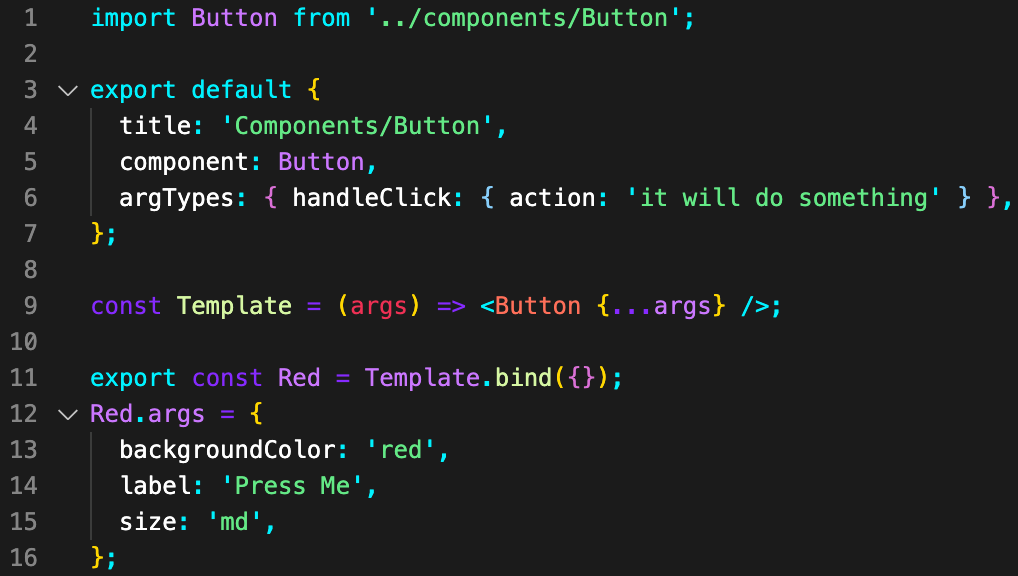 1 import Button from '../components/Button';
2
3 export default {
4   title: 'Components/Button',
5   component: Button,
6   argTypes: { handleClick: { action: 'it will do something' } },
7 };
8
9 const Template = (args) => <Button {...args} />;
10
11 export const Red = Template.bind({});
12 Red.args = {
13   backgroundColor: 'red',
14   label: 'Press Me',
15   size: 'md',
16 };